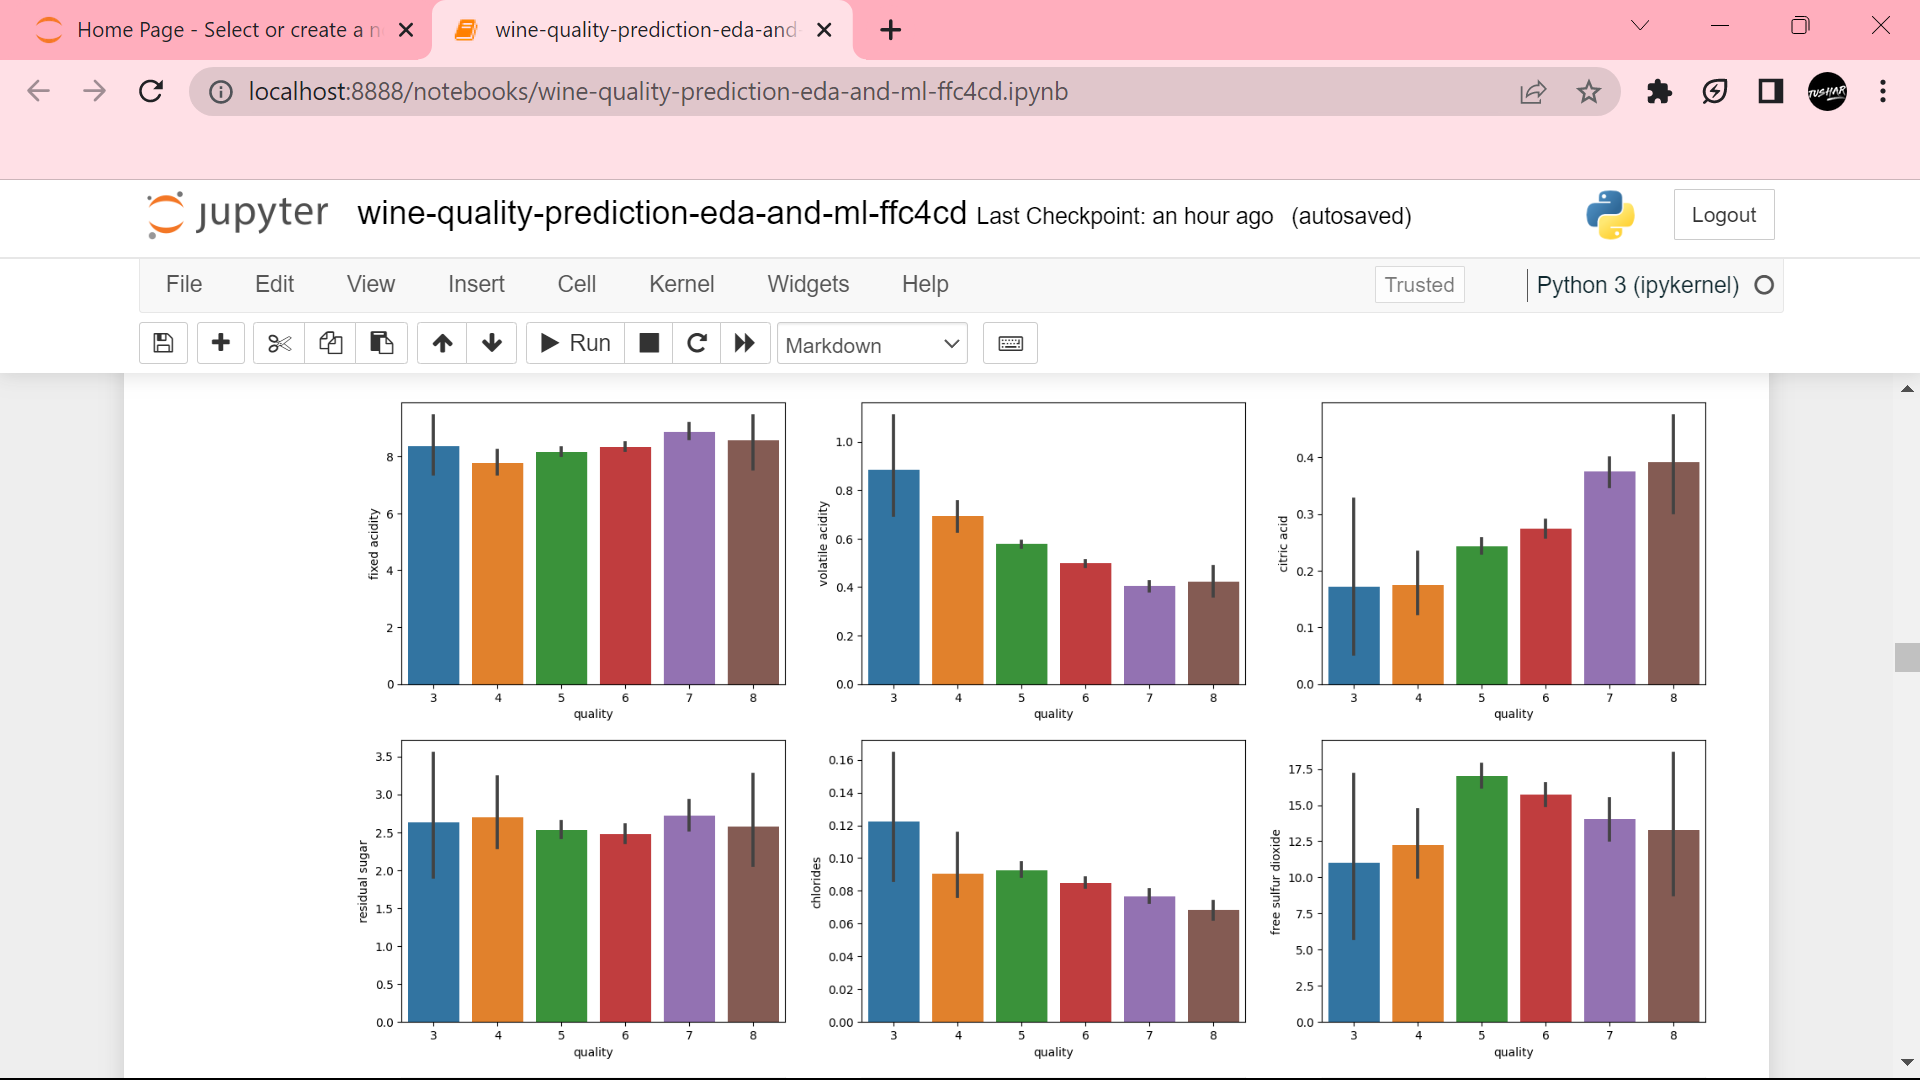 Home Page - Select or create a n
wine-quality-prediction-eda-and-
localhost:8888/notebooks/wine-quality-prediction-eda-and-ml-ffc4cd.ipynb
TUSHAR
jupyter wine-quality-prediction-eda-and-ml-ffc4cd Last Checkpoint: an hour ago (autosaved)
Logout
File Edit View Insert Cell Kernel Widgets Help
Trusted
Python 3 (ipykernel)
Run
Markdown
fixed acidity
8
6
4
2
0
3 4 5 6 7 8
quality
volatile acidity
1.0
0.8
0.6
0.4
0.2
0.0
3 4 5 6 7 8
quality
citric acid
0.4
0.3
0.2
0.1
0.0
3 4 5 6 7 8
quality
residual sugar
3.5
3.0
2.5
2.0
1.5
1.0
0.5
0.0
3 4 5 6 7 8
quality
chlorides
0.16
0.14
0.12
0.10
0.08
0.06
0.04
0.02
0.00
3 4 5 6 7 8
quality
free sulfur dioxide
17.5
15.0
12.5
10.0
7.5
5.0
2.5
0.0
3 4 5 6 7 8
quality